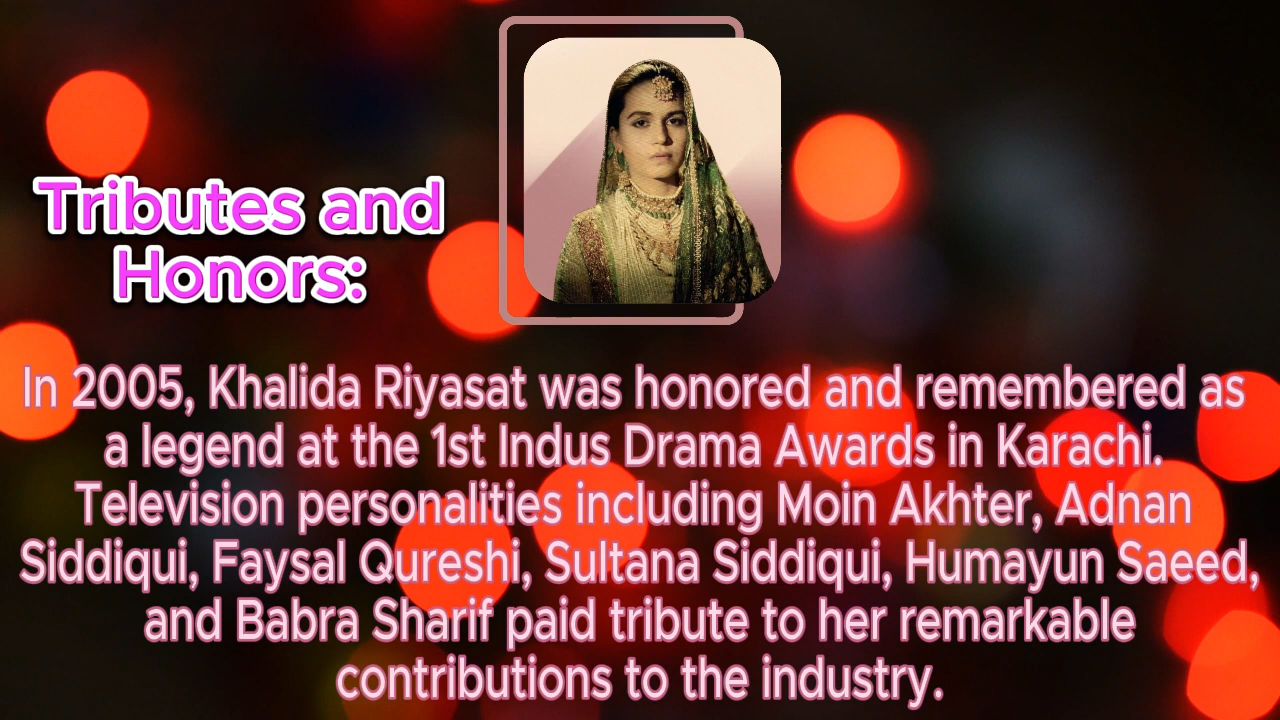 Tributes and
Honors:
In 2005, Khalida Riyasat was honored and remembered as
a legend at the 1st Indus Drama Awards in Karachi.
Television personalities including Moin Akhter, Adnan
Siddiqui, Faysal Qureshi, Sultana Siddiqui, Humayun Saeed,
and Babra Sharif paid tribute to her remarkable
contributions to the industry.